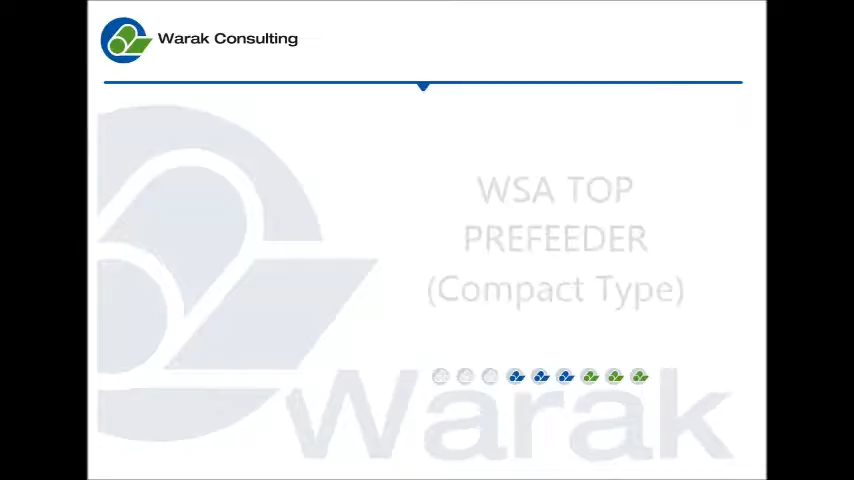 Warak Consulting
WSA TOP
PREFEEDER
(Compact Type)
Warak